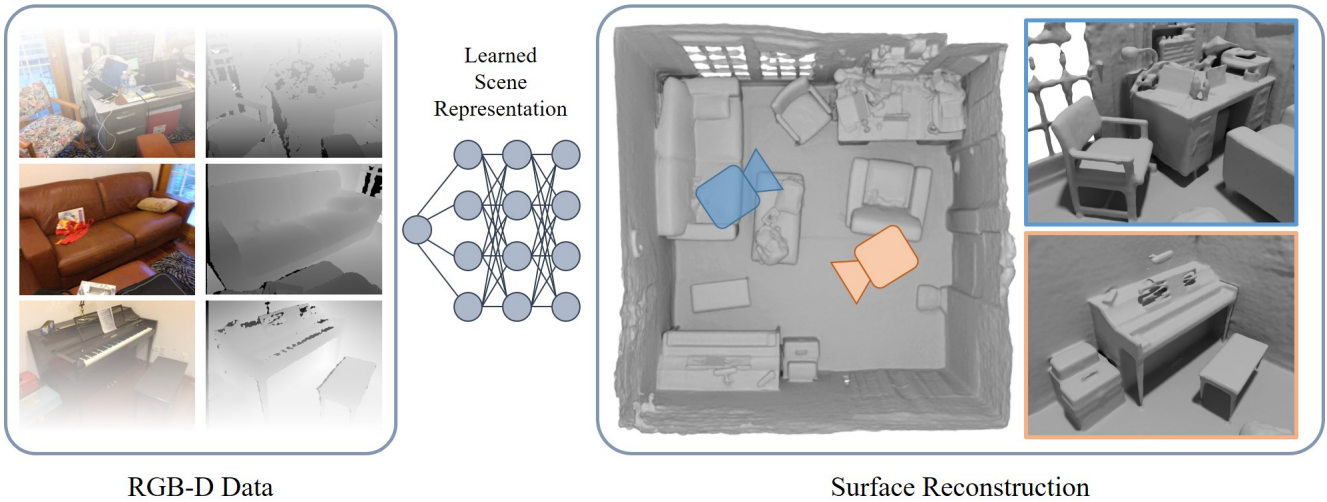 Learned
Scene
Representation
RGB-D Data
Surface Reconstruction